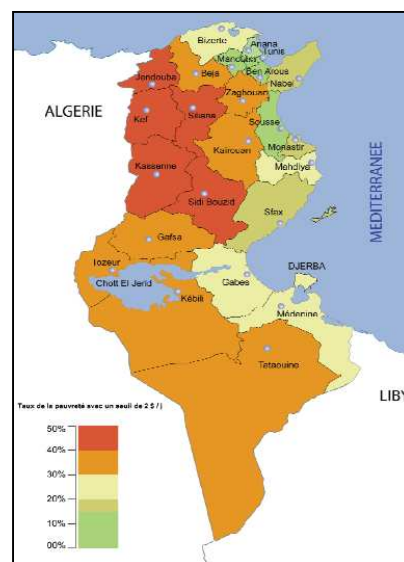 Bizerte
Ariana
Tunis
Manouba
Ben Arous
Jendouba
Beja
Nabel
Zaghouan
ALGERIE
Kef
Siliana
Sousse
Monastir
Kairouan
Mehdiya
Kasserine
Sidi Bouzid
Sfax
MEDITERRANEE
Gafsa
Tozeur
DJERBA
Chott El Jerid
Gabes
Kébili
Médenine
Tataouine
LIBY
Taux de la pauvreté avec un seuil de 2 $ / j
50%
40%
30%
20%
10%
00%